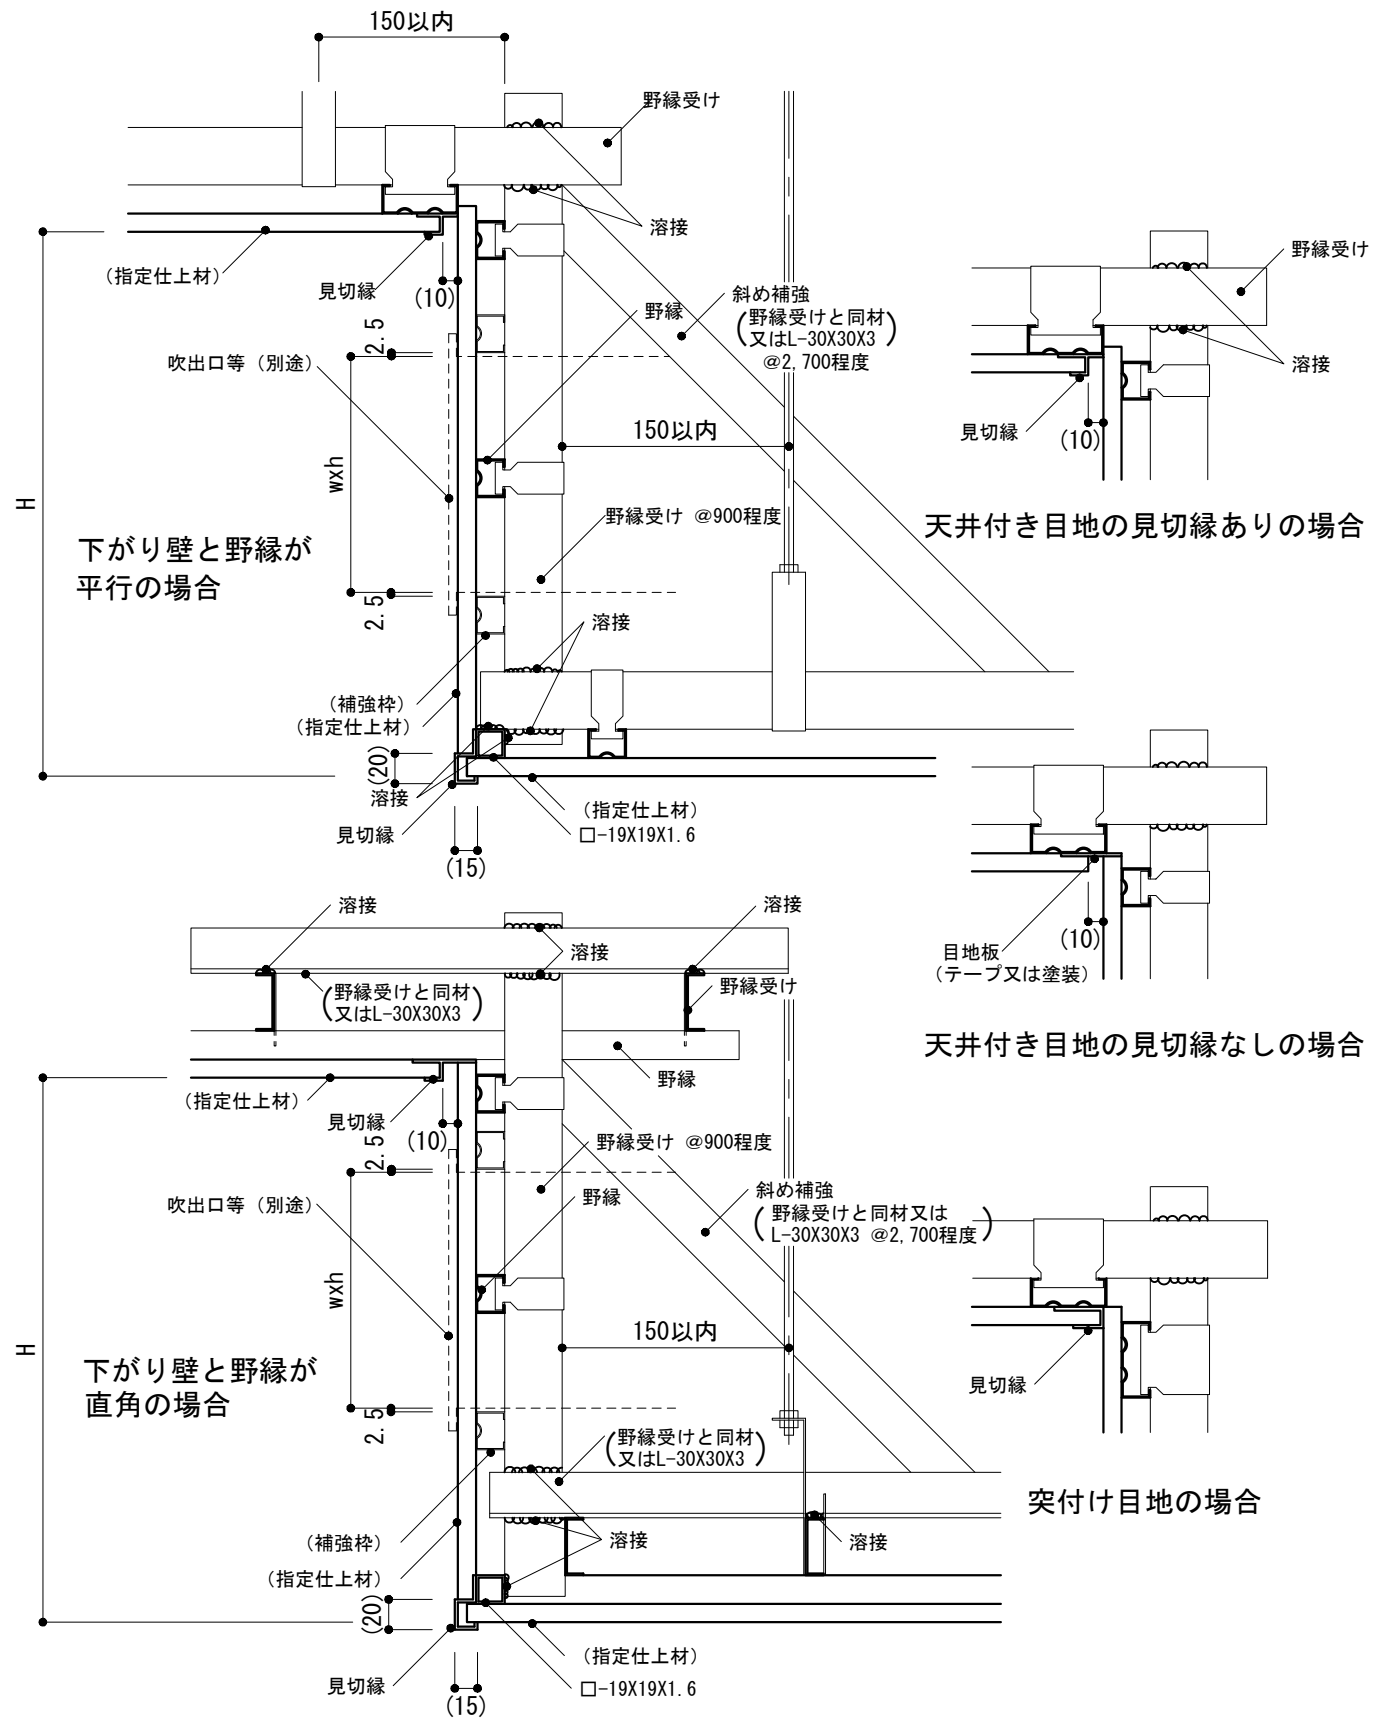 150以内
野縁受け
溶接
(指定仕上材)
見切縁
(10)
野縁
斜め補強
(野縁受けと同材
又はL-30X30X3)
@2,700程度
2.5
吹出口等 (別途)
150以内
wxh
H
野縁受け @900程度
下がり壁と野縁が
平行の場合
2.5
溶接
(補強枠)
(指定仕上材)
(20)
溶接
見切縁
(指定仕上材)
□-19X19X1.6
(15)
野縁受け
溶接
見切縁
(10)
天井付き目地の見切縁ありの場合
目地板
(テープ又は塗装)
(10)
天井付き目地の見切縁なしの場合
溶接
溶接
溶接
(野縁受けと同材
又はL-30X30X3)
野縁受け
野縁
(指定仕上材)
見切縁
(10)
2.5
野縁受け @900程度
野縁
吹出口等 (別途)
斜め補強
(野縁受けと同材又は
L-30X30X3 @2,700程度)
wxh
150以内
H
下がり壁と野縁が
直角の場合
2.5
(野縁受けと同材
又はL-30X30X3)
(補強枠)
溶接
溶接
(指定仕上材)
(20)
(指定仕上材)
見切縁
□-19X19X1.6
(15)
見切縁
突付け目地の場合